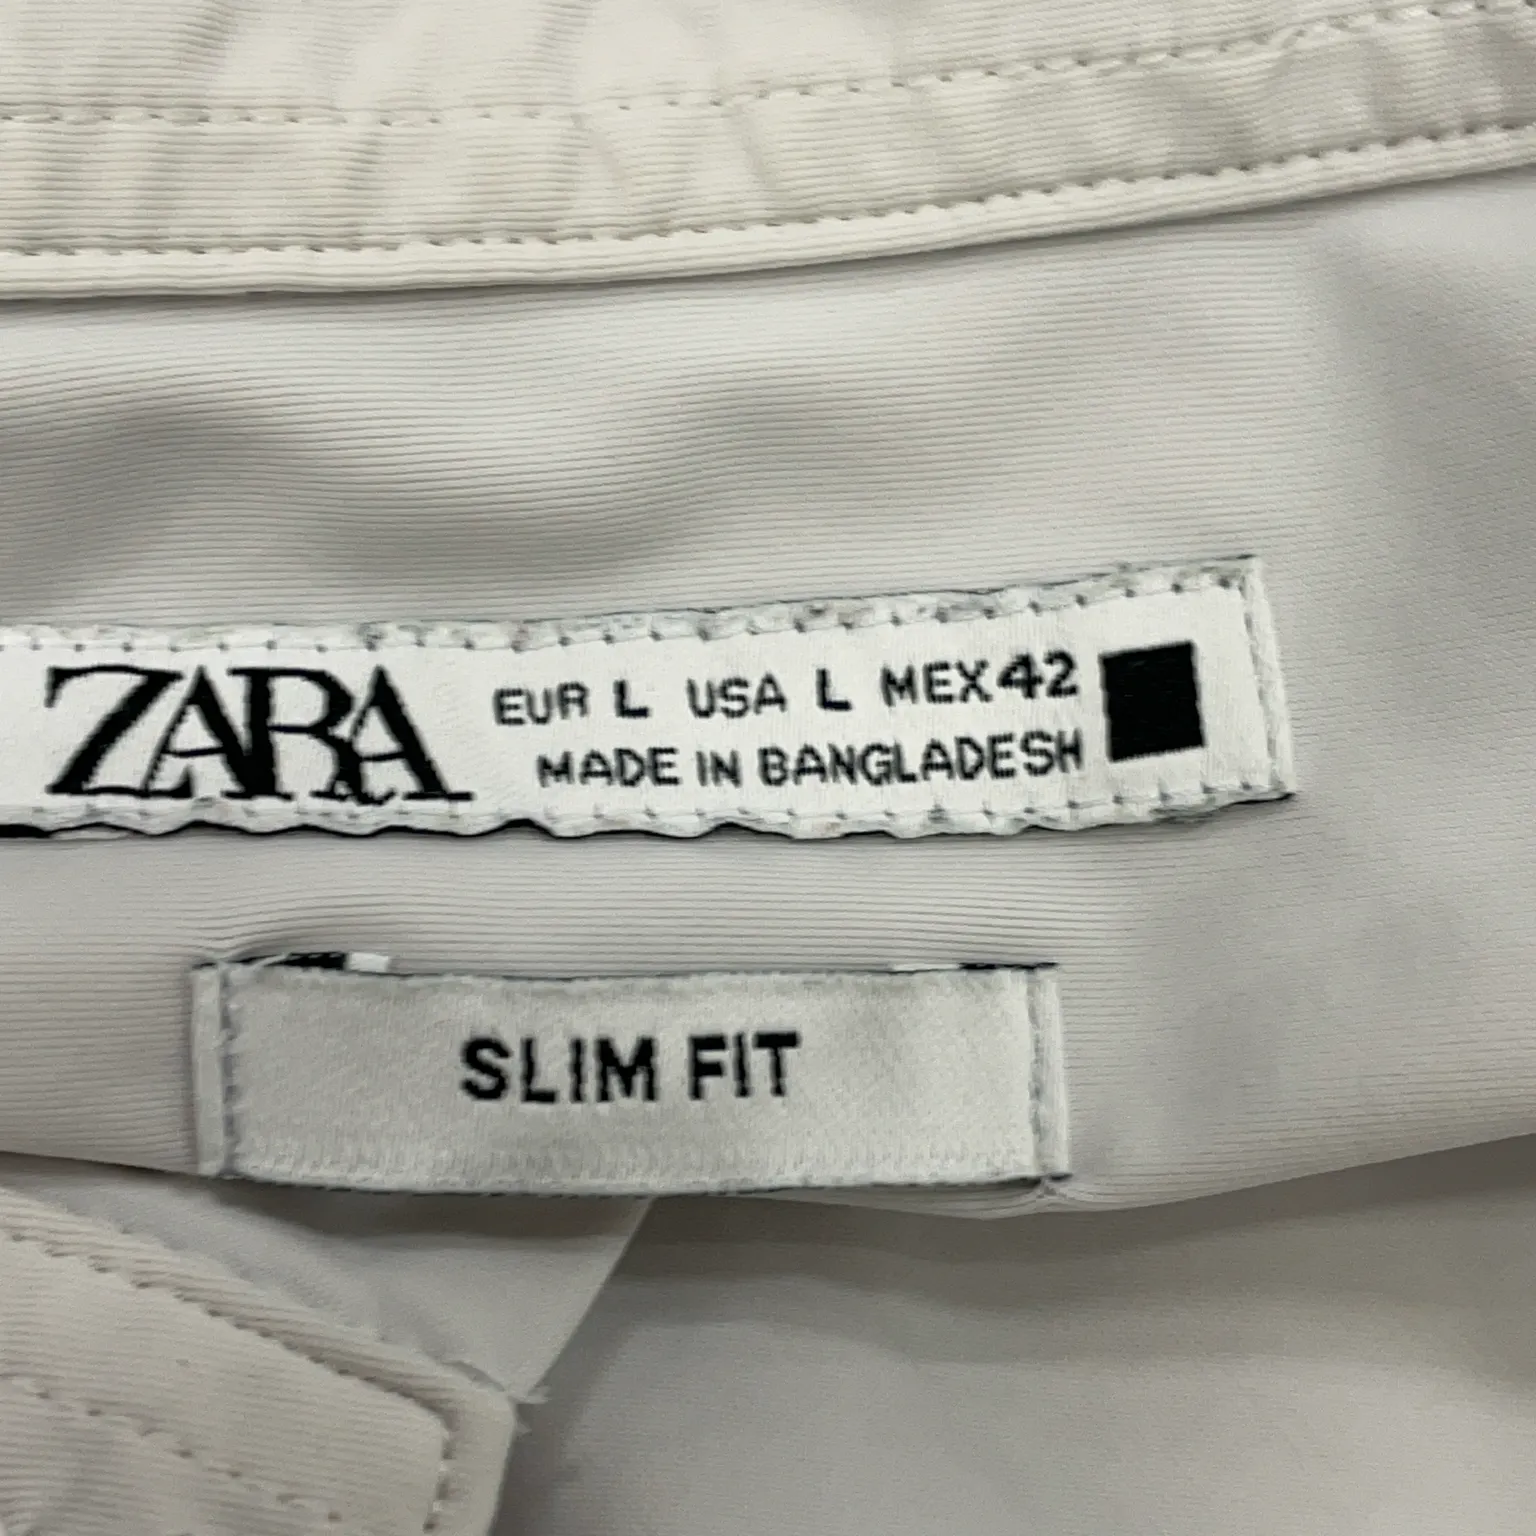 ZARA
EUR L USA L MEX 42
MADE IN BANGLADESH
SLIM FIT